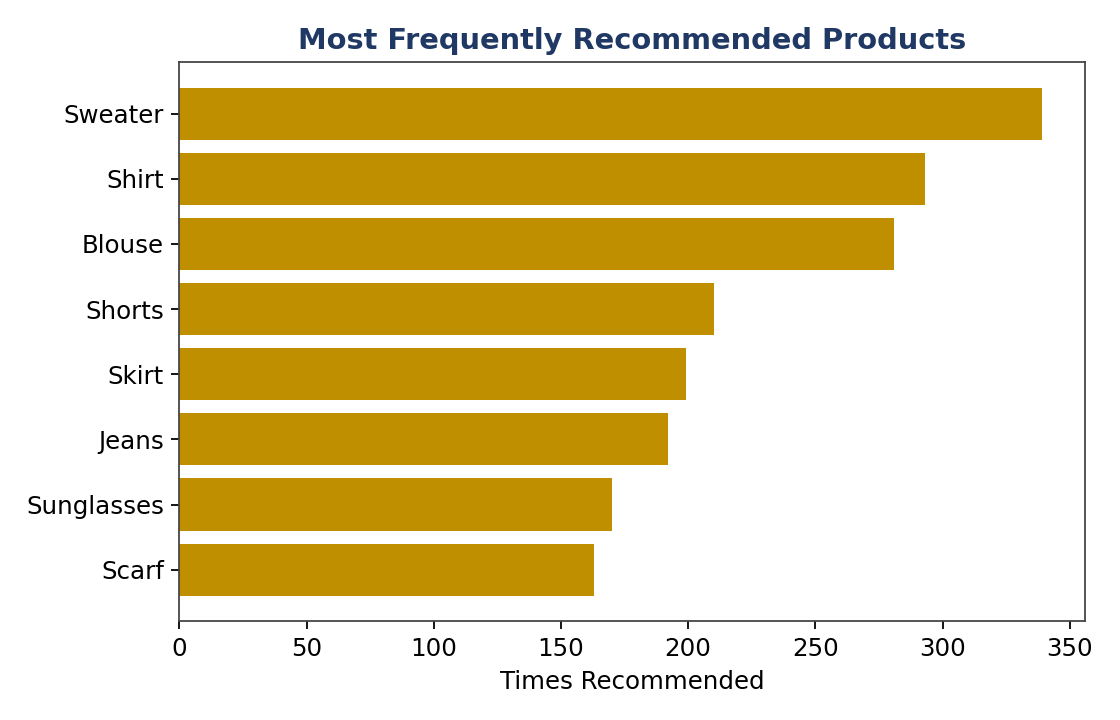 Most Frequently Recommended Products
Sweater
Shirt
Blouse
Shorts
Skirt
Jeans
Sunglasses
Scarf
0 50 100 150 200 250 300 350
Times Recommended